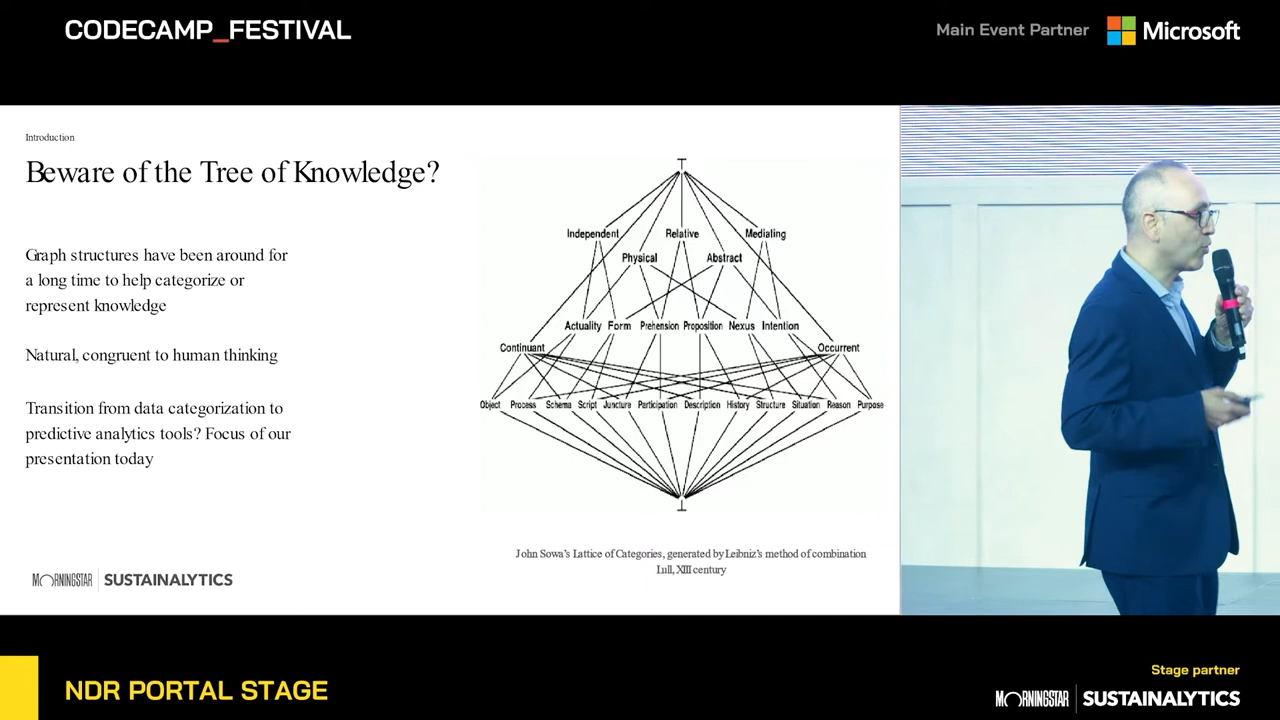 CODECAMP_FESTIVAL
Main Event Partner
Microsoft
Introduction
Beware of the Tree of Knowledge?
Graph structures have been around for
a long time to help categorize or
represent knowledge
Natural, congruent to human thinking
Transition from data categorization to
predictive analytics tools? Focus of our
presentation today
T
Independent Relative Mediating
Physical Abstract
Actuality Form Prehension Proposition Nexus Intention
Continuant Occurrent
Object Process Schema Script Juncture Participation Description History Structure Situation Reason Purpose
⊥
John Sowa's Lattice of Categories, generated by Leibniz's method of combination
Lull, XIII century
MORNINGSTAR | SUSTAINALYTICS
NDR PORTAL STAGE
Stage partner
MORNINGSTAR | SUSTAINALYTICS